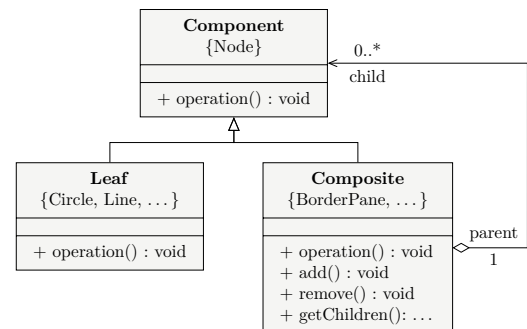 Component
{Node}
+ operation() : void
0..*
child
Leaf
{Circle, Line, ...}
+ operation() : void
Composite
{BorderPane, ...}
+ operation() : void
+ add() : void
+ remove() : void
+ getChildren(): ...
parent
1